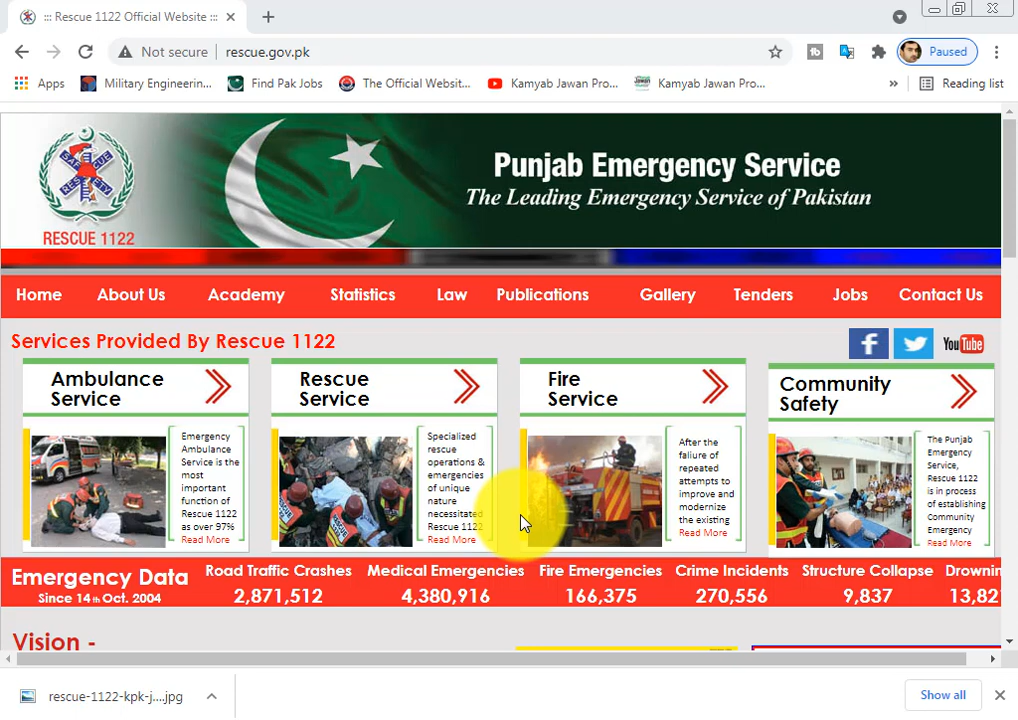 ::: Rescue 1122 Official Website :::
Not secure | rescue.gov.pk
Paused
Apps
Military Engineerin...
Find Pak Jobs
The Official Websit...
Kamyab Jawan Pro...
Kamyab Jawan Pro...
»
Reading list
Punjab Emergency Service
The Leading Emergency Service of Pakistan
RESCUE 1122
Home About Us Academy Statistics Law Publications Gallery Tenders Jobs Contact Us
Services Provided By Rescue 1122
You Tube
Ambulance
Service
Emergency
Ambulance
Service is the
most
important
function of
Rescue 1122
as over 97%
Read More
Rescue
Service
Specialized
rescue
operations &
emergencies
of unique
nature
necessitated
Rescue 1122
Read More
Fire
Service
After the
faliure of
repeated
attempts to
improve and
modernize
the existing
Read More
Community
Safety
The Punjab
Emergency
Service,
Rescue 1122
is in process
of establishing
Community
Emergency
Read More
Emergency Data
Since 14th Oct. 2004
Road Traffic Crashes Medical Emergencies Fire Emergencies Crime Incidents Structure Collapse Drownin
2,871,512 4,380,916 166,375 270,556 9,837 13,82
Vision -
rescue-1122-kpk-j....jpg
Show all